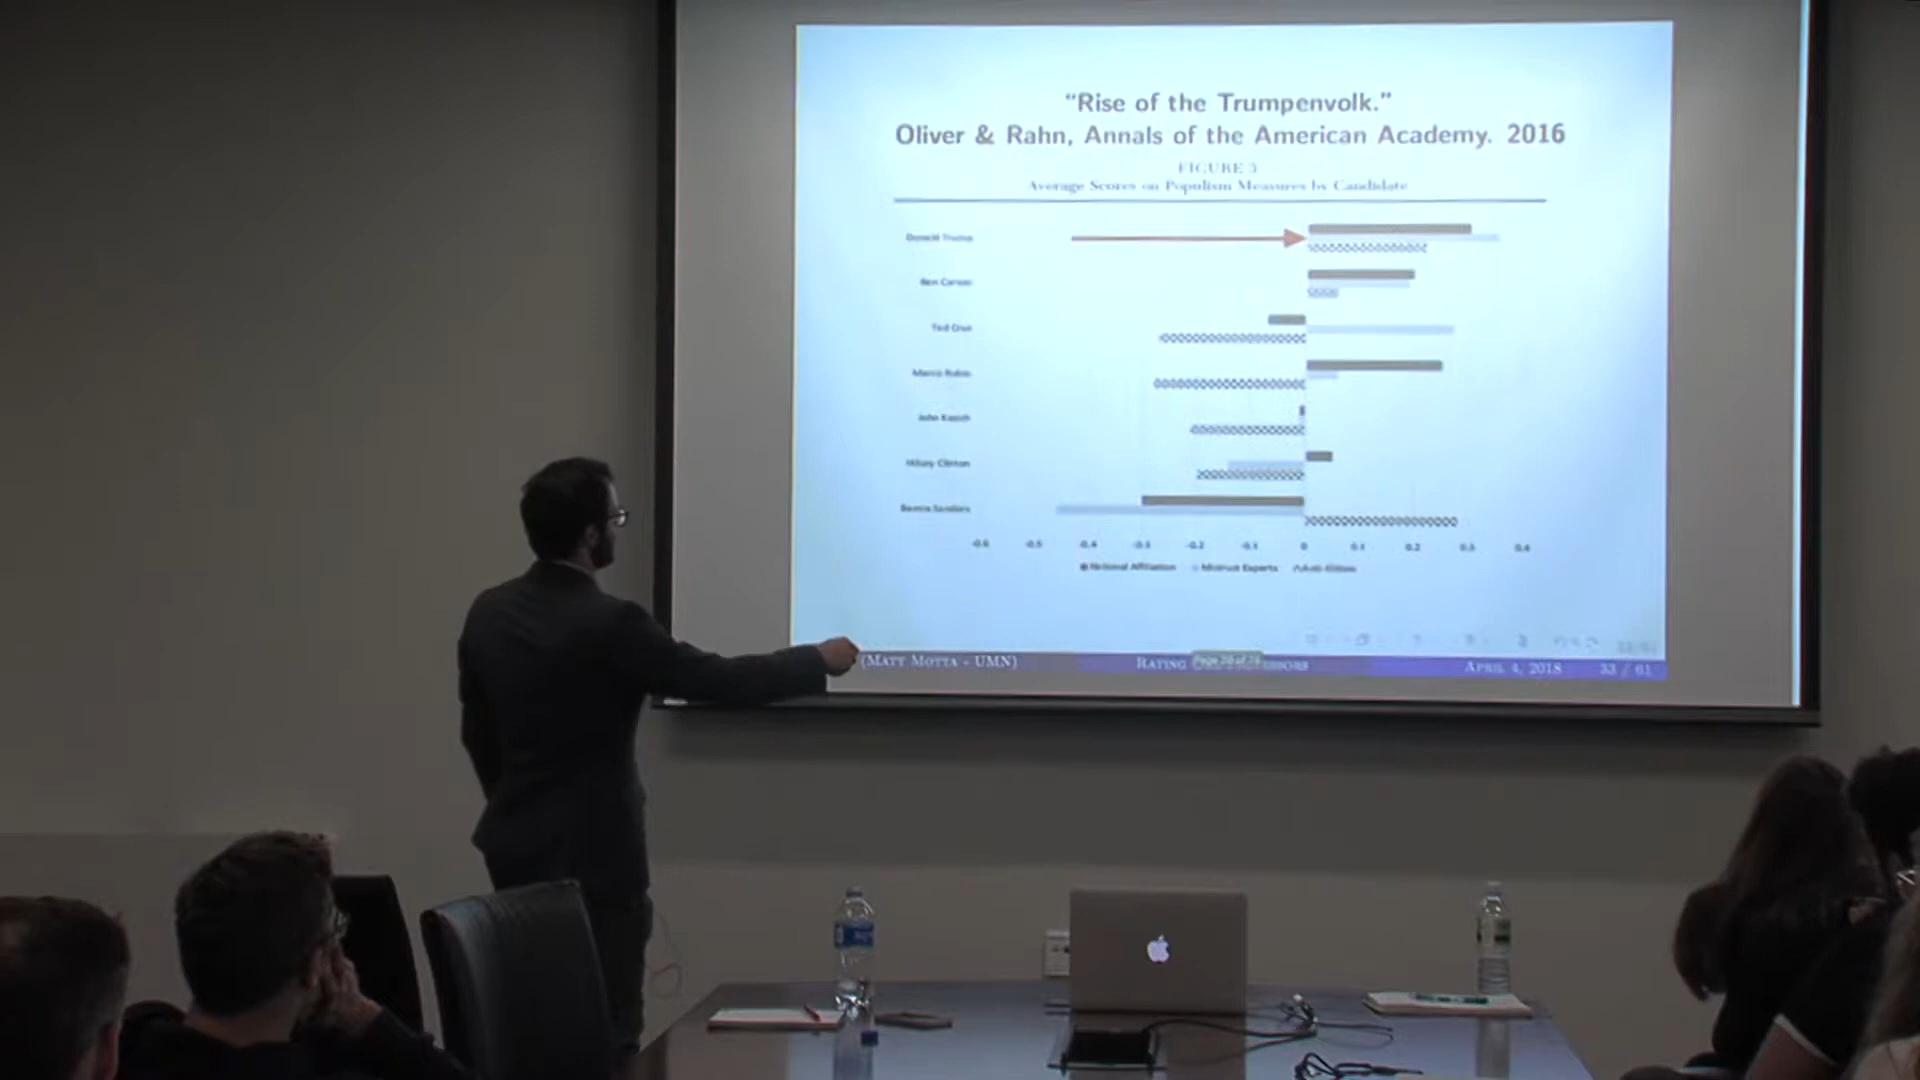 “Rise of the Trumpenvolk.”
Oliver & Rahn, Annals of the American Academy. 2016
FIGURE 3
Average Scores on Populism Measures by Candidate
Donald Trump
Ben Carson
Ted Cruz
Marco Rubio
John Kasich
Hillary Clinton
Bernie Sanders
-0.6 -0.5 -0.4 -0.3 -0.2 -0.1 0 0.1 0.2 0.3 0.4
National Affiliation Mistrust Experts Anti-Elitism
(MATT MOTTA - UMN) RATING APRIL 4, 2018 33 / 61